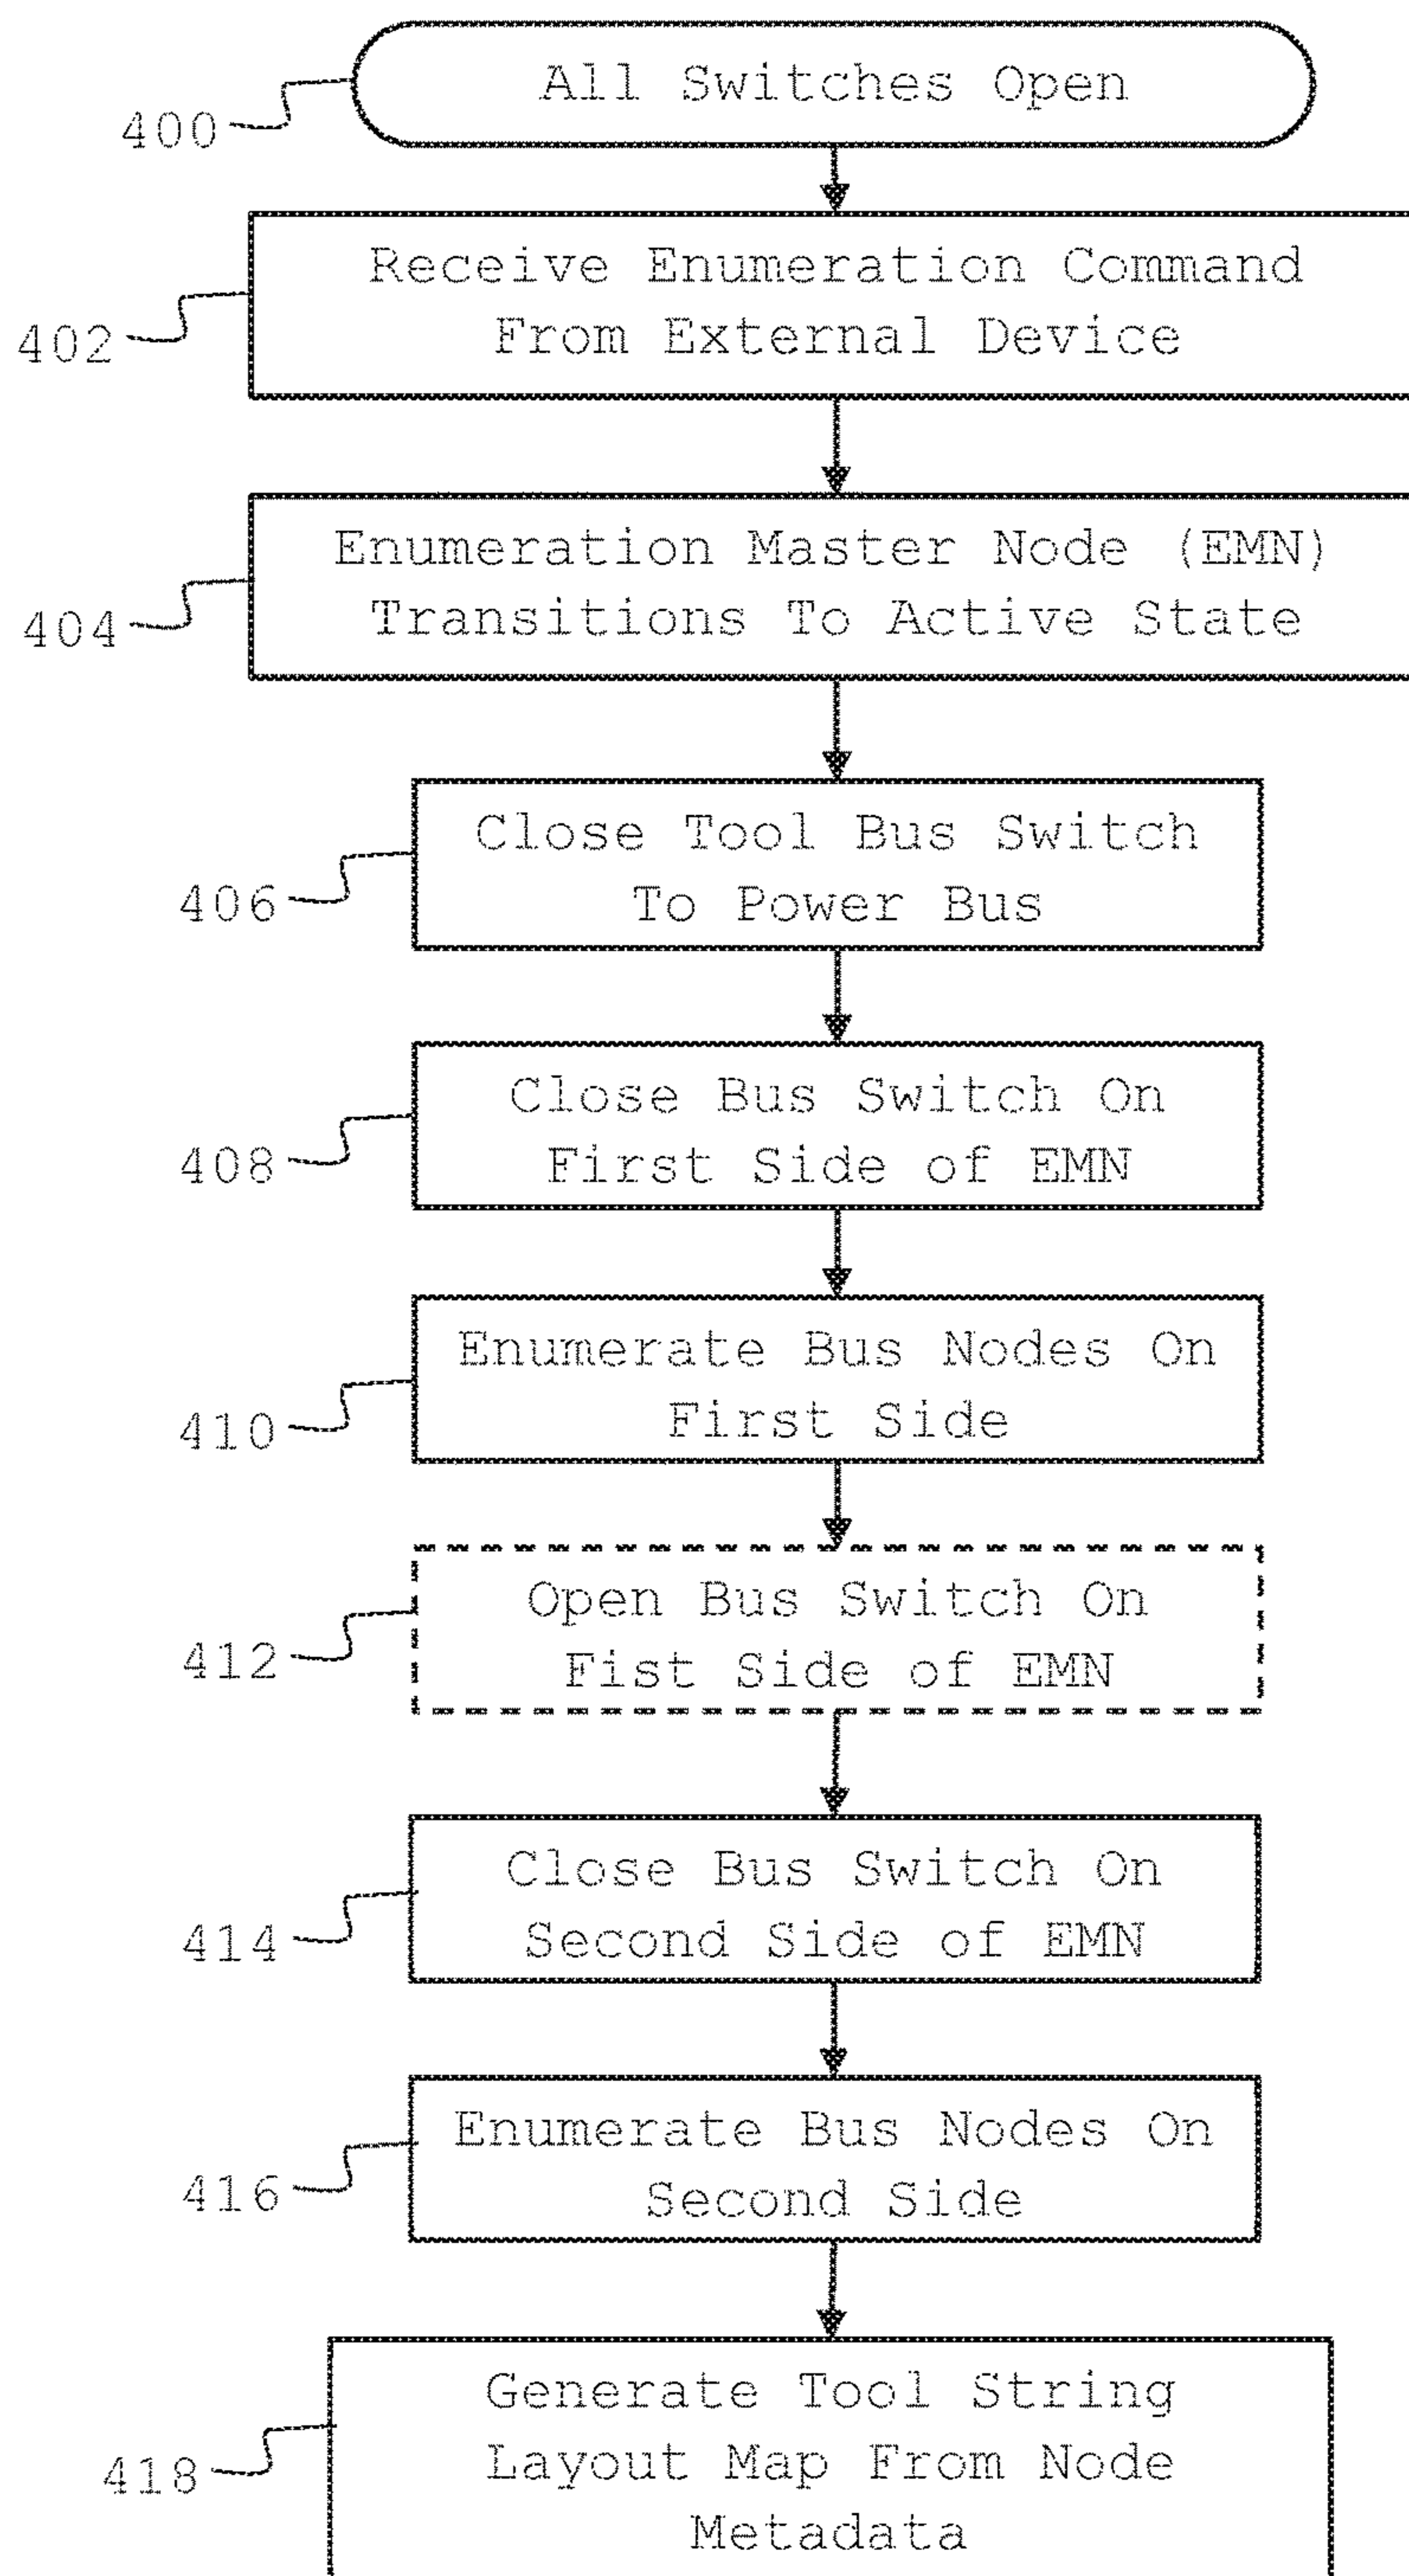 All Switches Open
400
Receive Enumeration Command
From External Device
402
Enumeration Master Node (EMN)
Transitions To Active State
404
Close Tool Bus Switch
To Power Bus
406
Close Bus Switch On
First Side of EMN
408
Enumerate Bus Nodes On
First Side
410
Open Bus Switch On
Fist Side of EMN
412
Close Bus Switch On
Second Side of EMN
414
Enumerate Bus Nodes On
Second Side
416
Generate Tool String
Layout Map From Node
Metadata
418